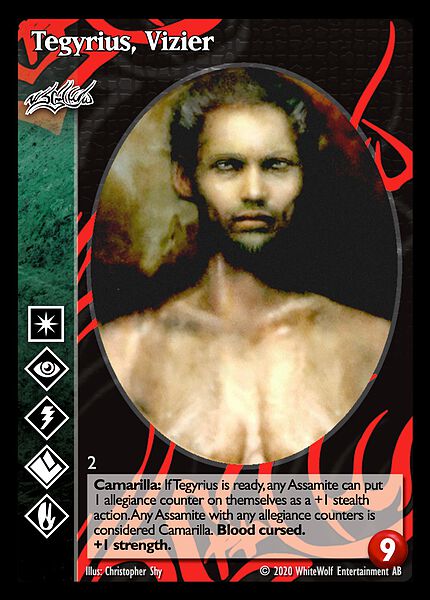 Tegyrius, Vizier
2
Camarilla: If Tegyrius is ready, any Assamite can put
1 allegiance counter on themselves as a +1 stealth
action. Any Assamite with any allegiance counters is
considered Camarilla. Blood cursed.
+1 strength.
9
Illus: Christopher Shy © 2020 WhiteWolf Entertainment AB